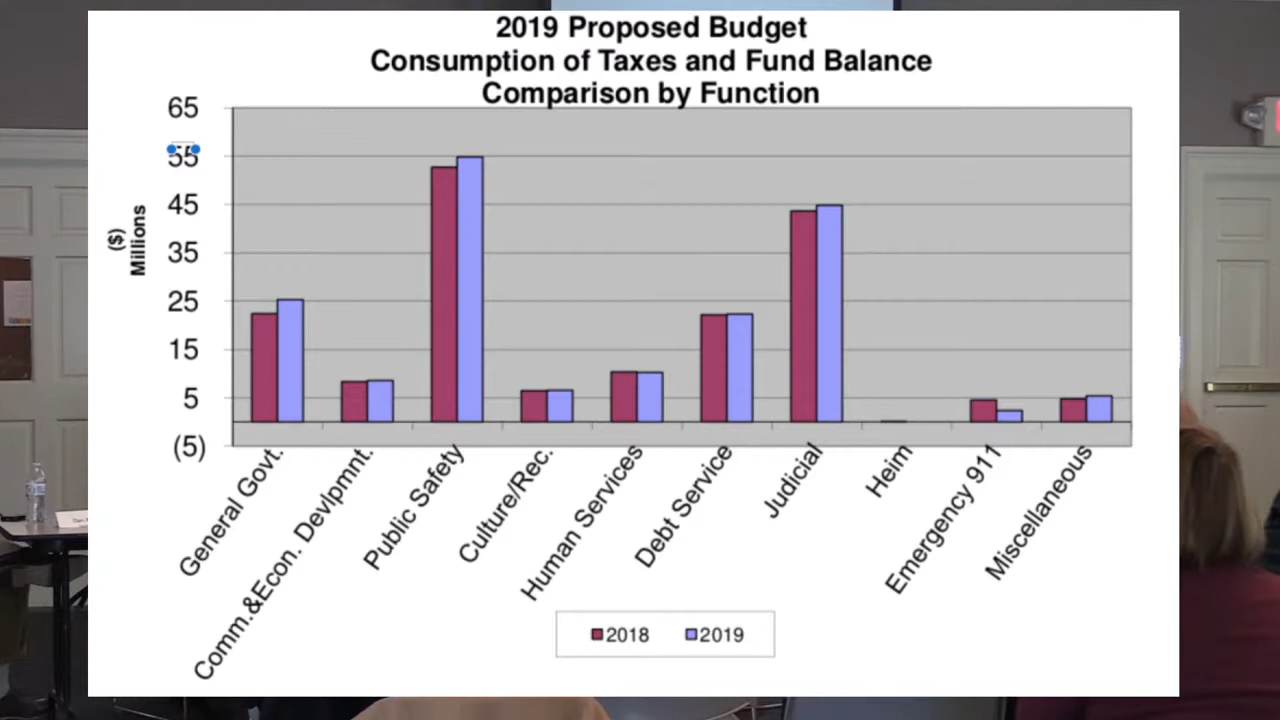 2019 Proposed Budget
Consumption of Taxes and Fund Balance
Comparison by Function
65
55
45
35
25
15
5
(5)
($)
Millions
General Govt.
Comm.&Econ. Devlpmnt.
Public Safety
Culture/Rec.
Human Services
Debt Service
Judicial
Heim
Emergency 911
Miscellaneous
2018
2019